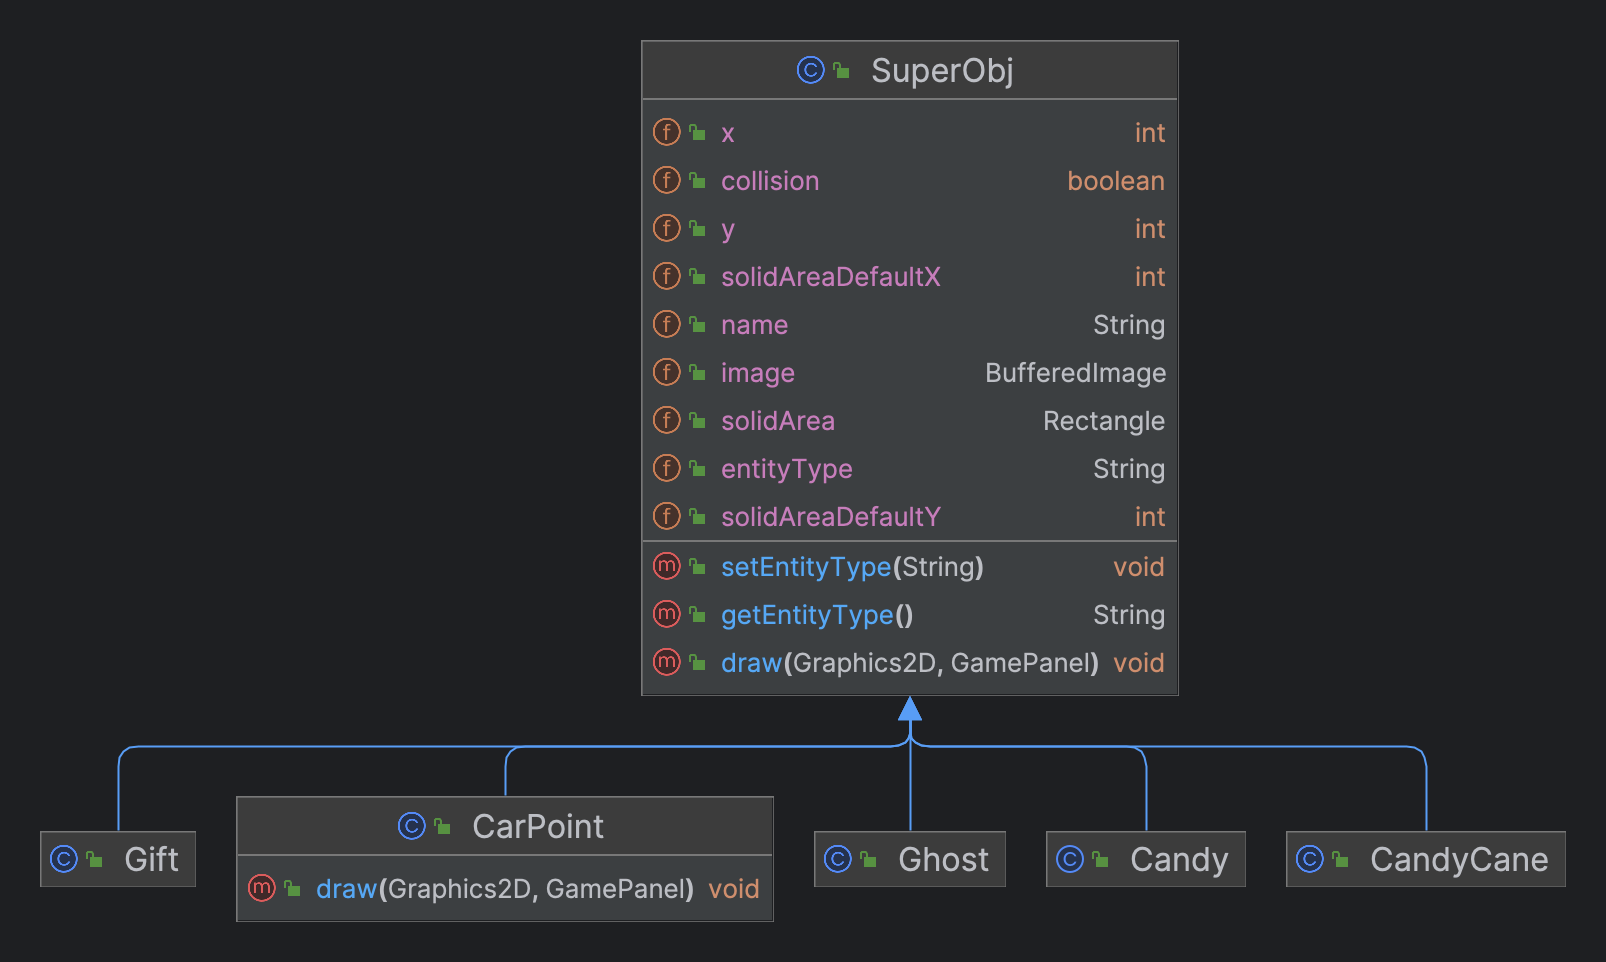 SuperObj
x int
collision boolean
y int
solidAreaDefaultX int
name String
image BufferedImage
solidArea Rectangle
entityType String
solidAreaDefaultY int
setEntityType(String) void
getEntityType() String
draw(Graphics2D, GamePanel) void
Gift
CarPoint
draw(Graphics2D, GamePanel) void
Ghost
Candy
CandyCane